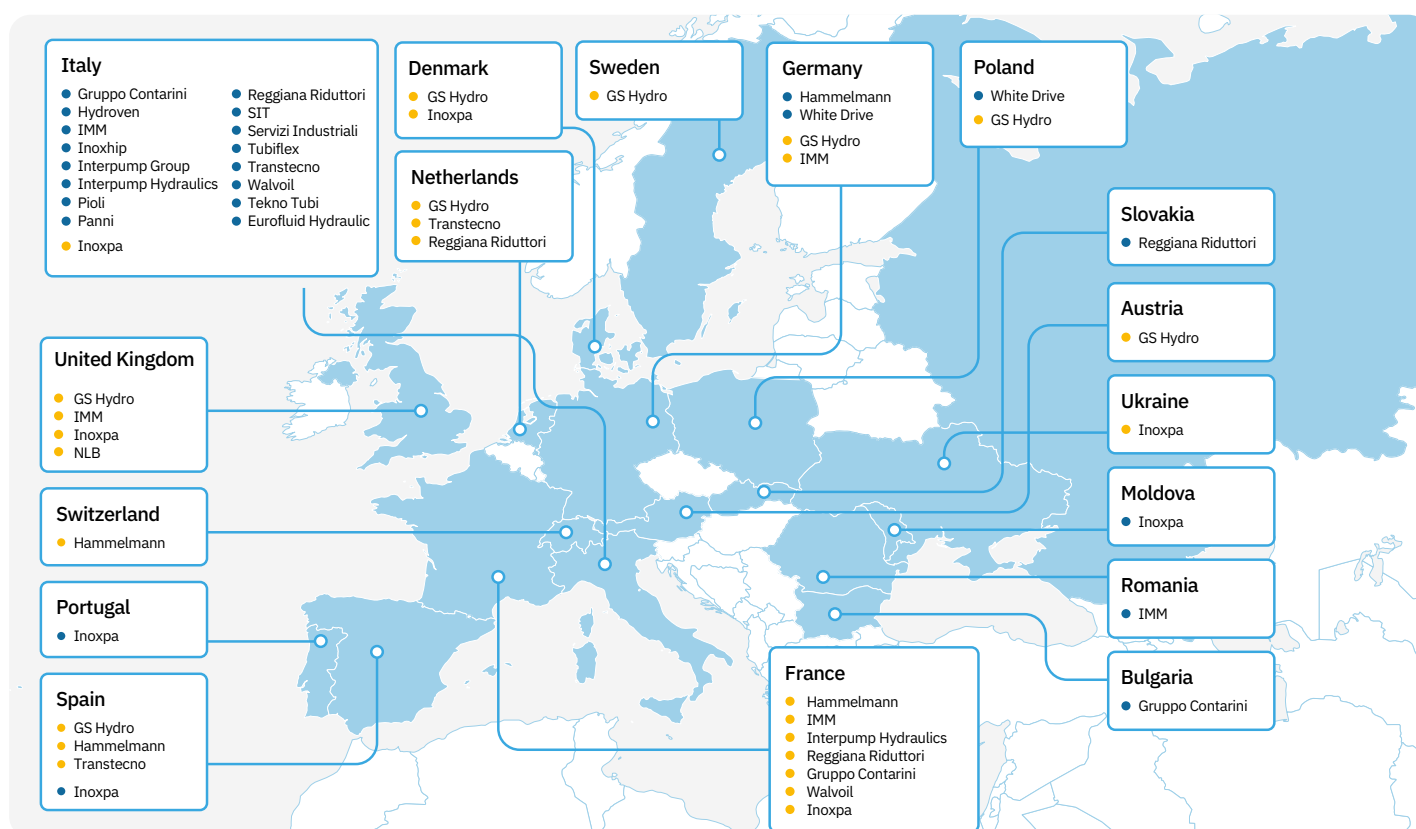 Italy
Gruppo Contarini
Hydroven
IMM
Inoxhip
Interpump Group
Interpump Hydraulics
Pioli
Panni
Inoxpa
Reggiana Riduttori
SIT
Servizi Industriali
Tubiflex
Transtecno
Walvoil
Tekno Tubi
Eurofluid Hydraulic
Denmark
GS Hydro
Inoxpa
Sweden
GS Hydro
Germany
Hammelmann
White Drive
GS Hydro
IMM
Poland
White Drive
GS Hydro
Netherlands
GS Hydro
Transtecno
Reggiana Riduttori
Slovakia
Reggiana Riduttori
Austria
GS Hydro
Ukraine
Inoxpa
Moldova
Inoxpa
Romania
IMM
Bulgaria
Gruppo Contarini
United Kingdom
GS Hydro
IMM
Inoxpa
NLB
Switzerland
Hammelmann
Portugal
Inoxpa
Spain
GS Hydro
Hammelmann
Transtecno
Inoxpa
France
Hammelmann
IMM
Interpump Hydraulics
Reggiana Riduttori
Gruppo Contarini
Walvoil
Inoxpa